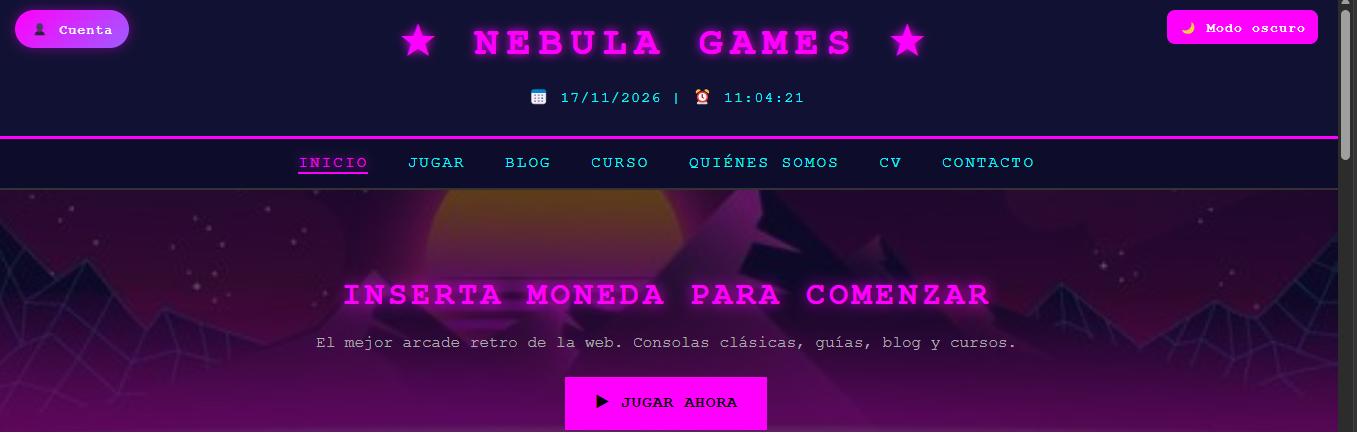 Cuenta
★ NEBULA GAMES ★
Modo oscuro
17/11/2026 | 11:04:21
INICIO JUGAR BLOG CURSO QUIÉNES SOMOS CV CONTACTO
INSERTA MONEDA PARA COMENZAR
El mejor arcade retro de la web. Consolas clásicas, guías, blog y cursos.
▶ JUGAR AHORA